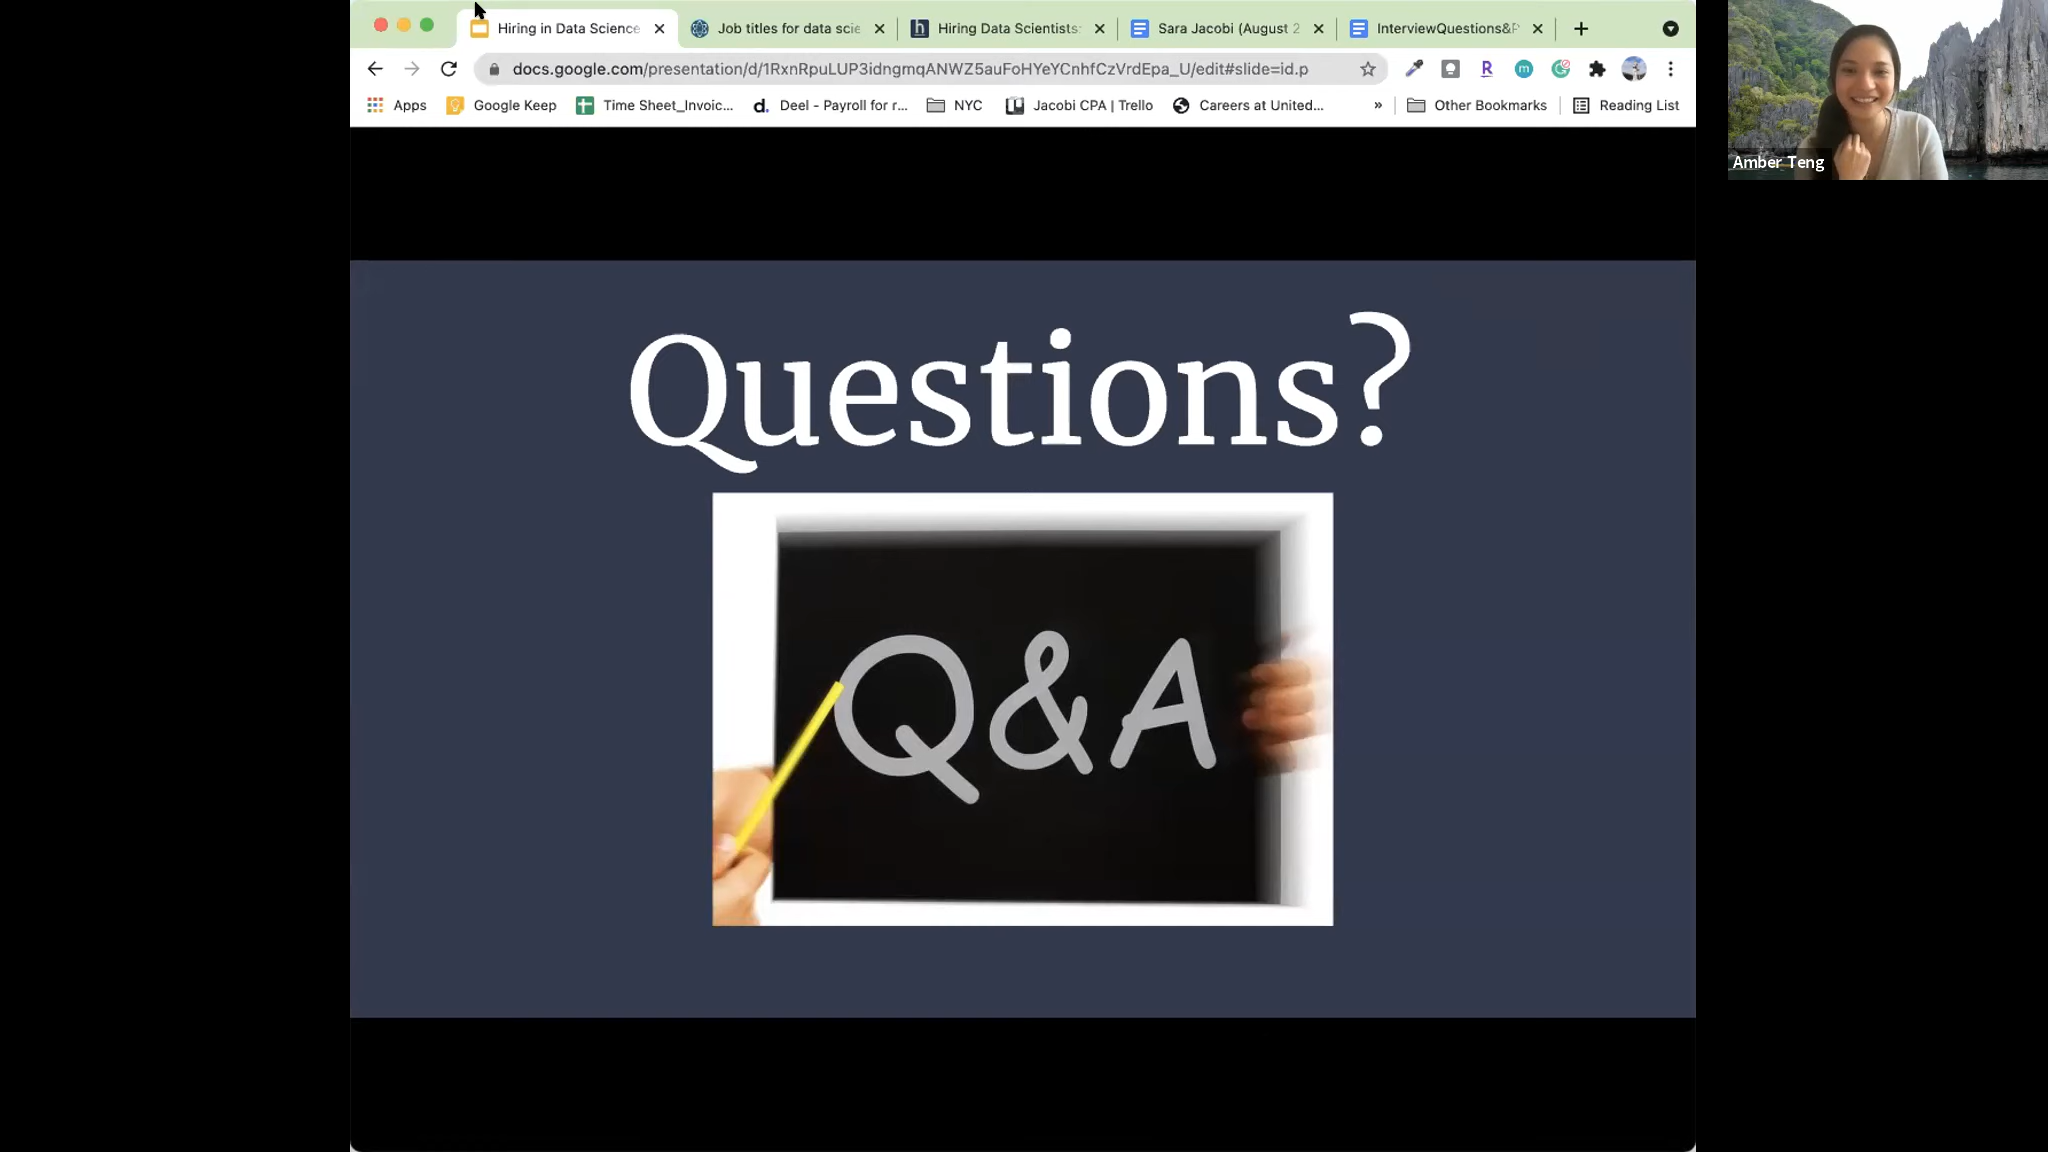 Hiring in Data Science
Job titles for data scie
Hiring Data Scientists:
Sara Jacobi (August 2
InterviewQuestions&P
docs.google.com/presentation/d/1RxnRpuLUP3idngmqANWZ5auFoHYeYCnhfCzVrdEpa_U/edit#slide=id.p
Apps
Google Keep
Time Sheet_Invoic...
d. Deel - Payroll for r...
NYC
Jacobi CPA | Trello
Careers at United...
»
Other Bookmarks
Reading List
Amber Teng
Questions?
Q&A